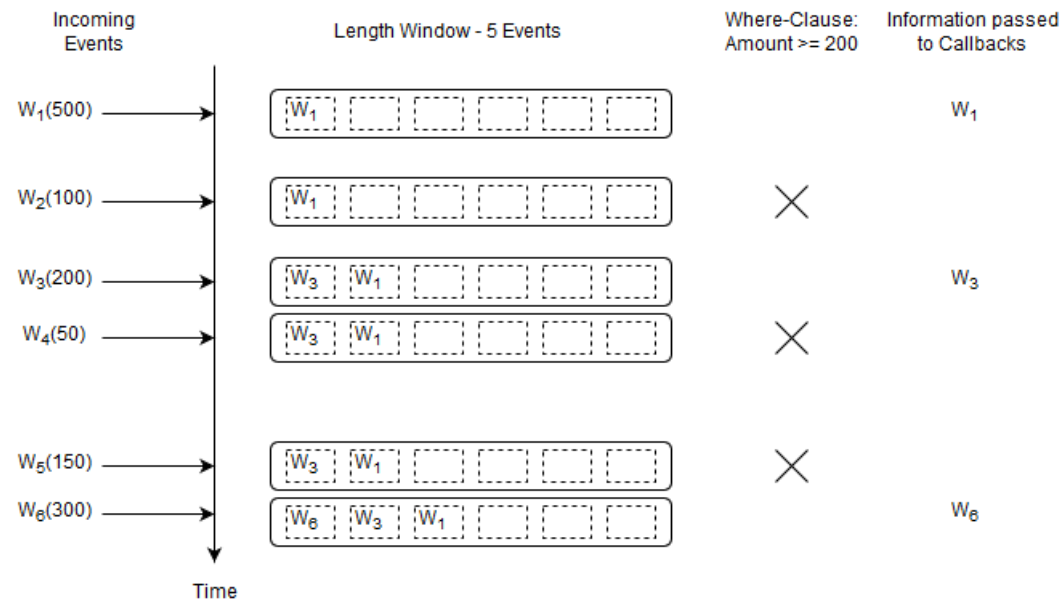 Incoming
Events
Length Window - 5 Events
Where-Clause:
Amount >= 200
Information passed
to Callbacks
W1(500)
W1
W1
W2(100)
W1
W3(200)
W3 W1
W3
W4(50)
W3 W1
W5(150)
W3 W1
W6(300)
W6 W3 W1
W6
Time